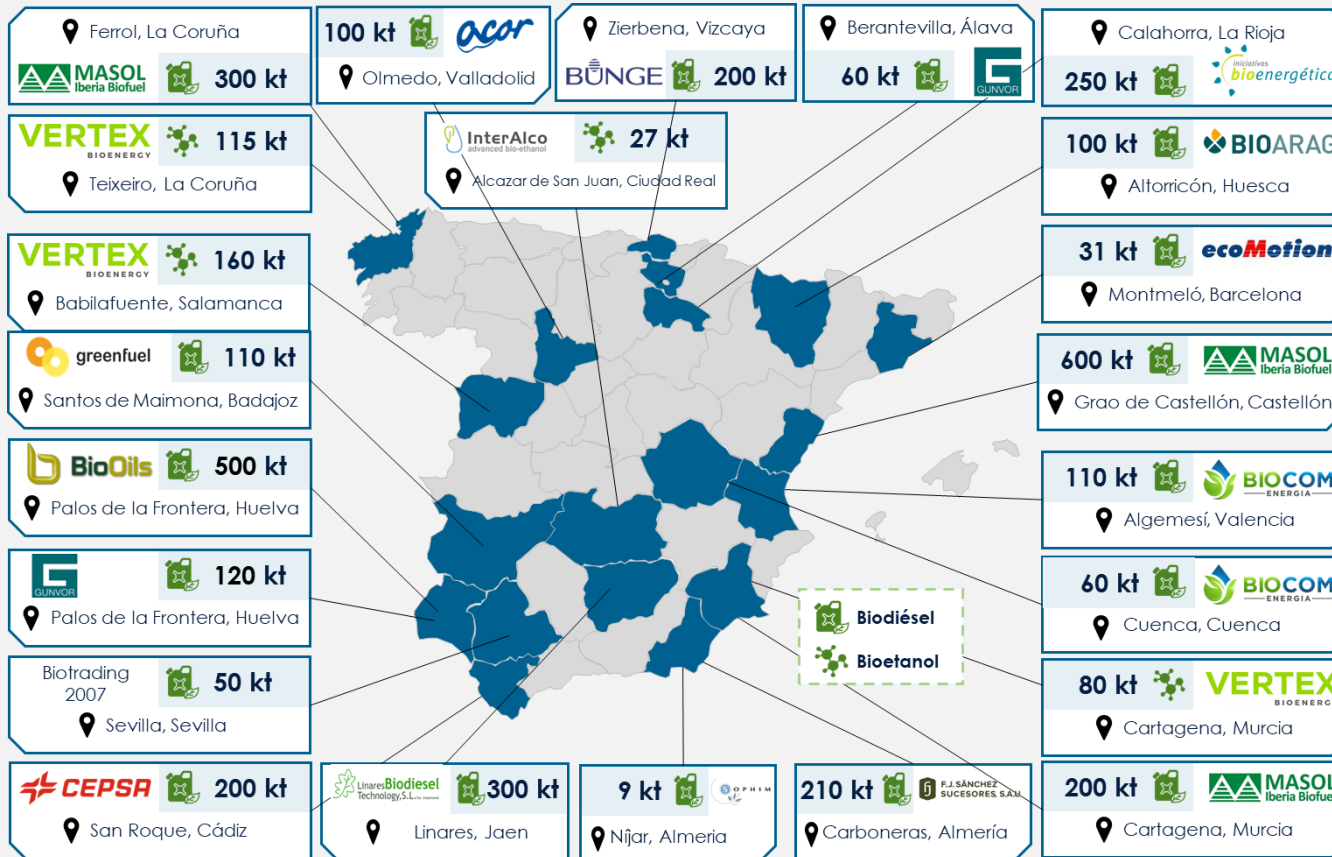 Ferrol, La Coruña
MASOL
Iberia Biofuel
300 kt
100 kt
acor
Olmedo, Valladolid
Zierbena, Vizcaya
BUNGE
200 kt
Berantevilla, Álava
60 kt
GUNVOR
Calahorra, La Rioja
250 kt
iniciativas
bioenergética
VERTEX
BIOENERGY
115 kt
Teixeiro, La Coruña
InterAlco
advanced bio-ethanol
27 kt
Alcazar de San Juan, Ciudad Real
100 kt
BIOARAG
Altorricón, Huesca
VERTEX
BIOENERGY
160 kt
Babilafuente, Salamanca
31 kt
ecoMotion
Montmeló, Barcelona
greenfuel
110 kt
Santos de Maimona, Badajoz
600 kt
MASOL
Iberia Biofuel
Grao de Castellón, Castellón
BioOils
500 kt
Palos de la Frontera, Huelva
110 kt
BIOCOM
ENERGIA
Algemesí, Valencia
GUNVOR
120 kt
Palos de la Frontera, Huelva
60 kt
BIOCOM
ENERGIA
Cuenca, Cuenca
Biodiésel
Bioetanol
Biotrading
2007
50 kt
Sevilla, Sevilla
80 kt
VERTEX
BIOENERG
Cartagena, Murcia
CEPSA
200 kt
San Roque, Cádiz
LinaresBiodiesel
Technology,S.L.
300 kt
Linares, Jaen
9 kt
SOPHIM
Níjar, Almeria
210 kt
F.J. SÁNCHEZ
SUCESORES, S.A.U.
Carboneras, Almería
200 kt
MASOL
Iberia Biofuel
Cartagena, Murcia